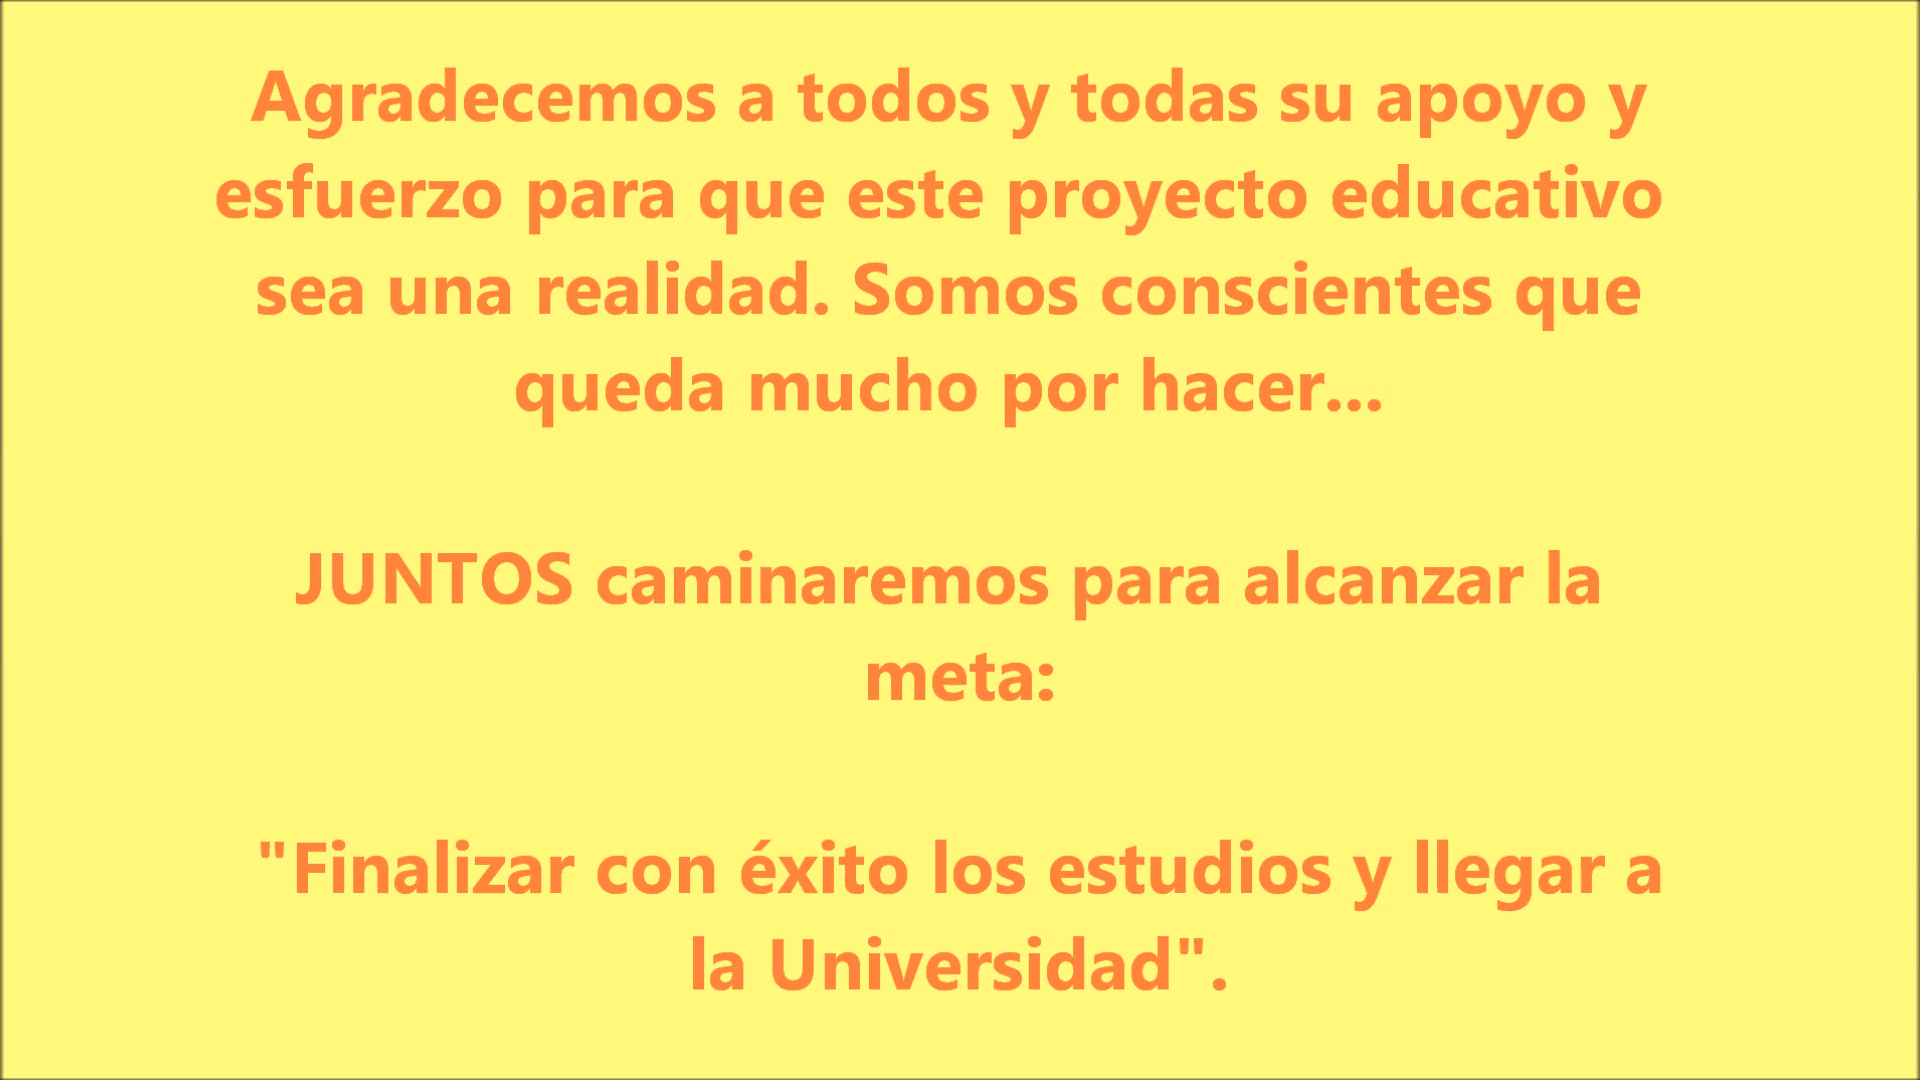 Agradecemos a todos y todas su apoyo y
esfuerzo para que este proyecto educativo
sea una realidad. Somos conscientes que
queda mucho por hacer...
JUNTOS caminaremos para alcanzar la
meta:
"Finalizar con éxito los estudios y llegar a
la Universidad".